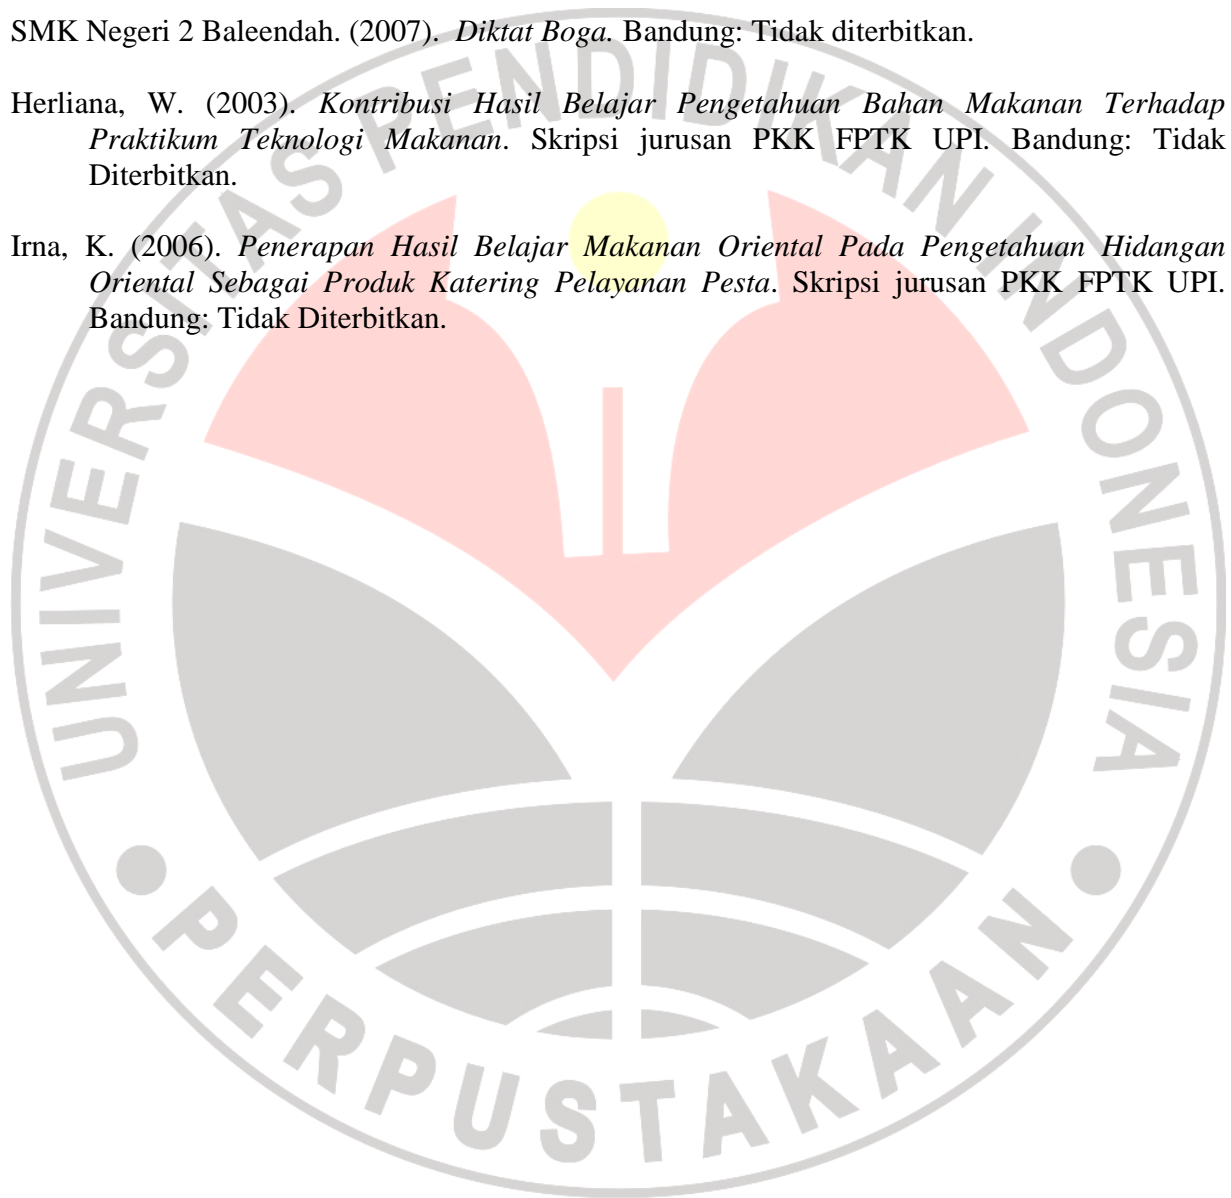 SMK Negeri 2 Baleendah. (2007). Diktat Boga. Bandung: Tidak diterbitkan.
Herliana, W. (2003). Kontribusi Hasil Belajar Pengetahuan Bahan Makanan Terhadap
Praktikum Teknologi Makanan. Skripsi jurusan PKK FPTK UPI. Bandung: Tidak
Diterbitkan.
Irna, K. (2006). Penerapan Hasil Belajar Makanan Oriental Pada Pengetahuan Hidangan
Oriental Sebagai Produk Katering Pelayanan Pesta. Skripsi jurusan PKK FPTK UPI.
Bandung: Tidak Diterbitkan.
UNIVERSITAS PENDIDIKAN INDONESIA
PERPUSTAKAAN